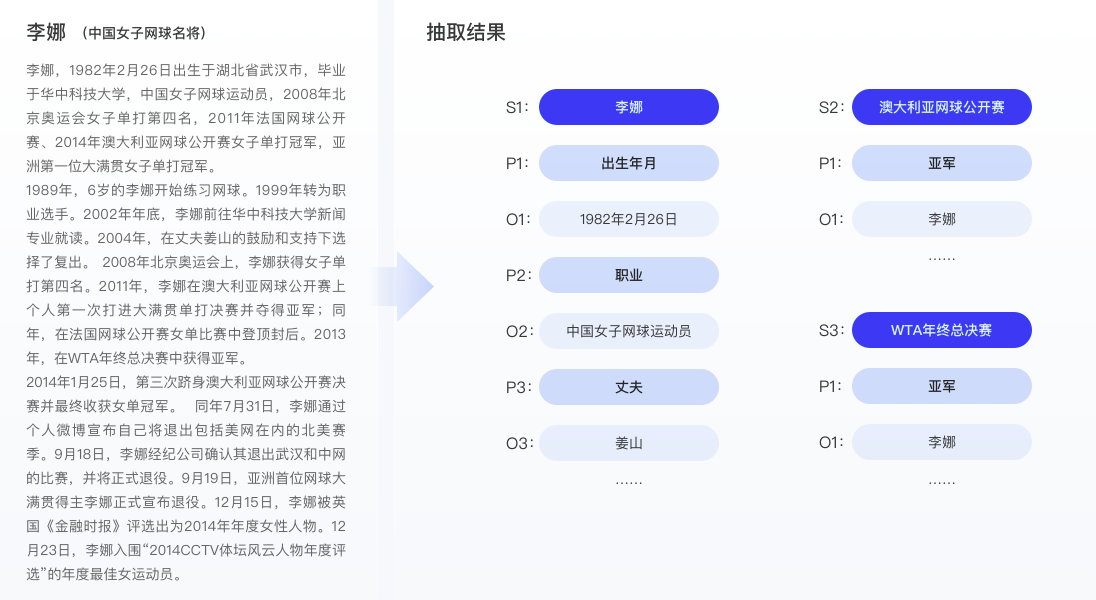 李娜 （中国女子网球名将）
李娜，1982年2月26日出生于湖北省武汉市，毕业
于华中科技大学，中国女子网球运动员，2008年北
京奥运会女子单打第四名，2011年法国网球公开
赛、2014年澳大利亚网球公开赛女子单打冠军，亚
洲第一位大满贯女子单打冠军。
1989年，6岁的李娜开始练习网球。1999年转为职
业选手。2002年年底，李娜前往华中科技大学新闻
专业就读。2004年，在丈夫姜山的鼓励和支持下选
择了复出。 2008年北京奥运会上，李娜获得女子单
打第四名。2011年，李娜在澳大利亚网球公开赛上
个人第一次打进大满贯单打决赛并夺得亚军；同
年，在法国网球公开赛女单比赛中登顶封后。2013
年，在WTA年终总决赛中获得亚军。
2014年1月25日，第三次跻身澳大利亚网球公开赛决
赛并最终收获女单冠军。 同年7月31日，李娜通过
个人微博宣布自己将退出包括美网在内的北美赛
季。9月18日，李娜经纪公司确认其退出武汉和中网
的比赛，并将正式退役。9月19日，亚洲首位网球大
满贯得主李娜正式宣布退役。12月15日，李娜被英
国《金融时报》评选出为2014年年度女性人物。12
月23日，李娜入围“2014CCTV体坛风云人物年度评
选”的年度最佳女运动员。
抽取结果
S1： 李娜
P1： 出生年月
O1： 1982年2月26日
P2： 职业
O2： 中国女子网球运动员
P3： 丈夫
O3： 姜山
……
S2： 澳大利亚网球公开赛
P1： 亚军
O1： 李娜
……
S3： WTA年终总决赛
P1： 亚军
O1： 李娜
……